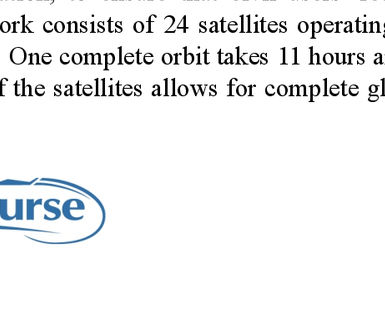 ork consists of 24 satellites operating
One complete orbit takes 11 hours a
f the satellites allows for complete gl
urse